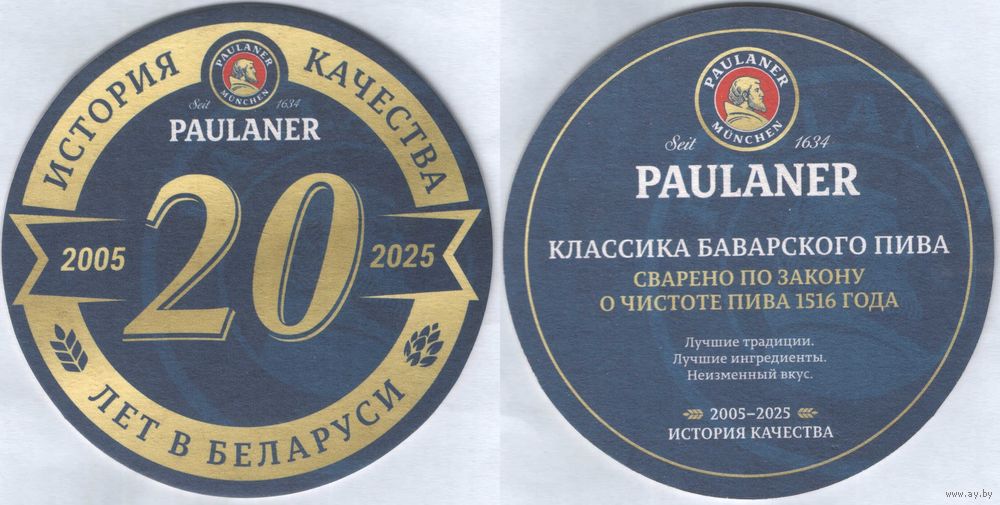 ИСТОРИЯ КАЧЕСТВА
PAULANER
MÜNCHEN
Seit 1634
PAULANER
2005 20 2025
ЛЕТ В БЕЛАРУСИ
PAULANER
MÜNCHEN
Seit 1634
PAULANER
КЛАССИКА БАВАРСКОГО ПИВА
СВАРЕНО ПО ЗАКОНУ
О ЧИСТОТЕ ПИВА 1516 ГОДА
Лучшие традиции.
Лучшие ингредиенты.
Неизменный вкус.
2005–2025
ИСТОРИЯ КАЧЕСТВА
www.ay.by